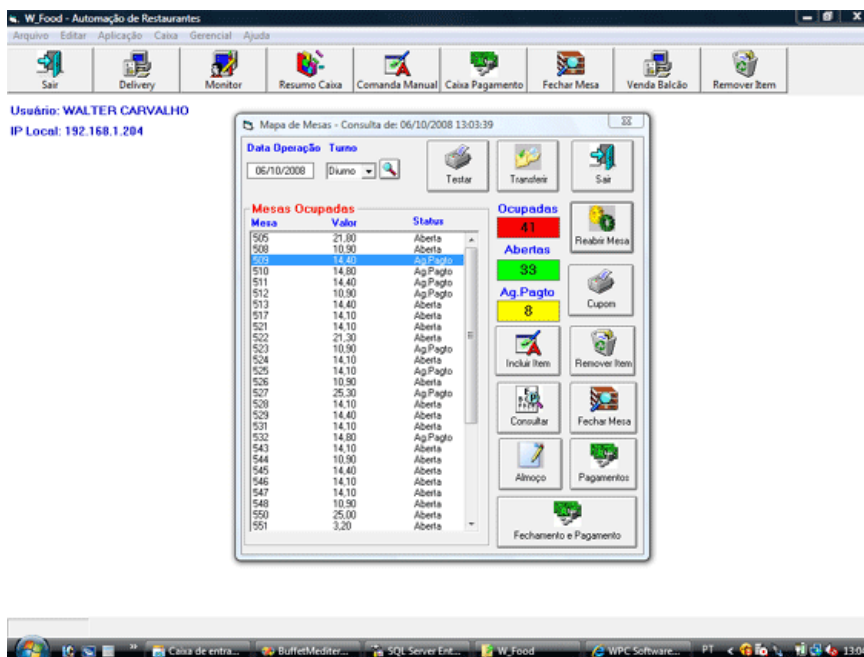 W_Food - Automação de Restaurantes
Arquivo Editar Aplicação Caixa Gerencial Ajuda
Sair Delivery Monitor Resumo Caixa Comanda Manual Caixa Pagamento Fechar Mesa Venda Balcão Remover Item
Usuário: WALTER CARVALHO
IP Local: 192.168.1.204
Mapa de Mesas - Consulta de: 06/10/2008 13:03:39
Data Operação Turno
06/10/2008 Diurno
Testar Transferir Sair
Mesas Ocupadas
Mesa Valor Status
505 21,80 Aberta
508 10,90 Aberta
509 14,40 Ag.Pagto
510 14,80 Ag.Pagto
511 14,40 Ag.Pagto
512 10,90 Ag.Pagto
513 14,40 Aberta
517 14,10 Aberta
521 14,10 Aberta
522 21,30 Aberta
523 10,90 Ag.Pagto
524 14,10 Aberta
525 14,10 Ag.Pagto
526 10,90 Aberta
527 25,30 Ag.Pagto
528 14,10 Aberta
529 14,40 Aberta
531 14,10 Aberta
532 14,80 Ag.Pagto
543 14,10 Aberta
544 10,90 Aberta
545 14,40 Aberta
546 14,10 Aberta
547 14,10 Aberta
548 10,90 Aberta
550 25,00 Aberta
551 3,20 Aberta
Ocupadas
41
Abertas
33
Ag.Pagto
8
Reabrir Mesa
Cupom
Incluir Item Remover Item
Consultar Fechar Mesa
Almoço Pagamentos
Fechamento e Pagamento
Caixa de entra... BuffetMediter... SQL Server Ent... W_Food WPC Software... PT